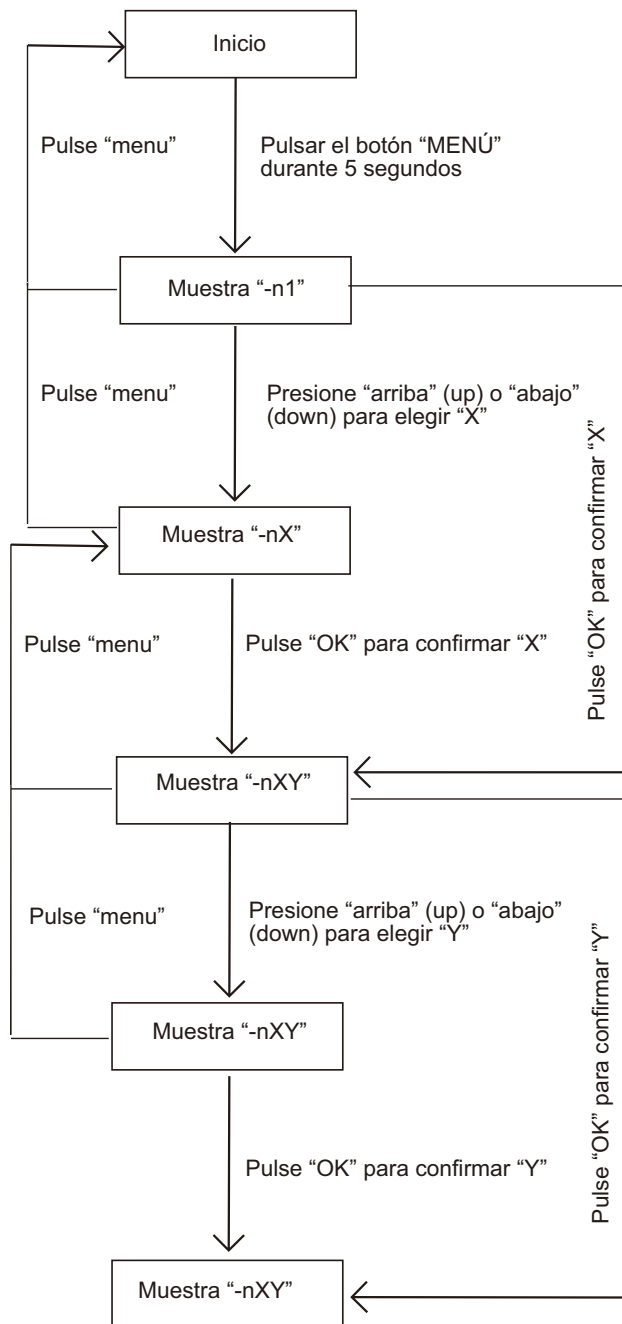 Inicio
Pulse “menu”
Pulsar el botón “MENÚ”
durante 5 segundos
Muestra “-n1”
Pulse “menu”
Presione “arriba” (up) o “abajo”
(down) para elegir “X”
Pulse “OK” para confirmar “X”
Muestra “-nX”
Pulse “menu”
Pulse “OK” para confirmar “X”
Muestra “-nXY”
Pulse “menu”
Presione “arriba” (up) o “abajo”
(down) para elegir “Y”
Pulse “OK” para confirmar “Y”
Muestra “-nXY”
Pulse “OK” para confirmar “Y”
Muestra “-nXY”